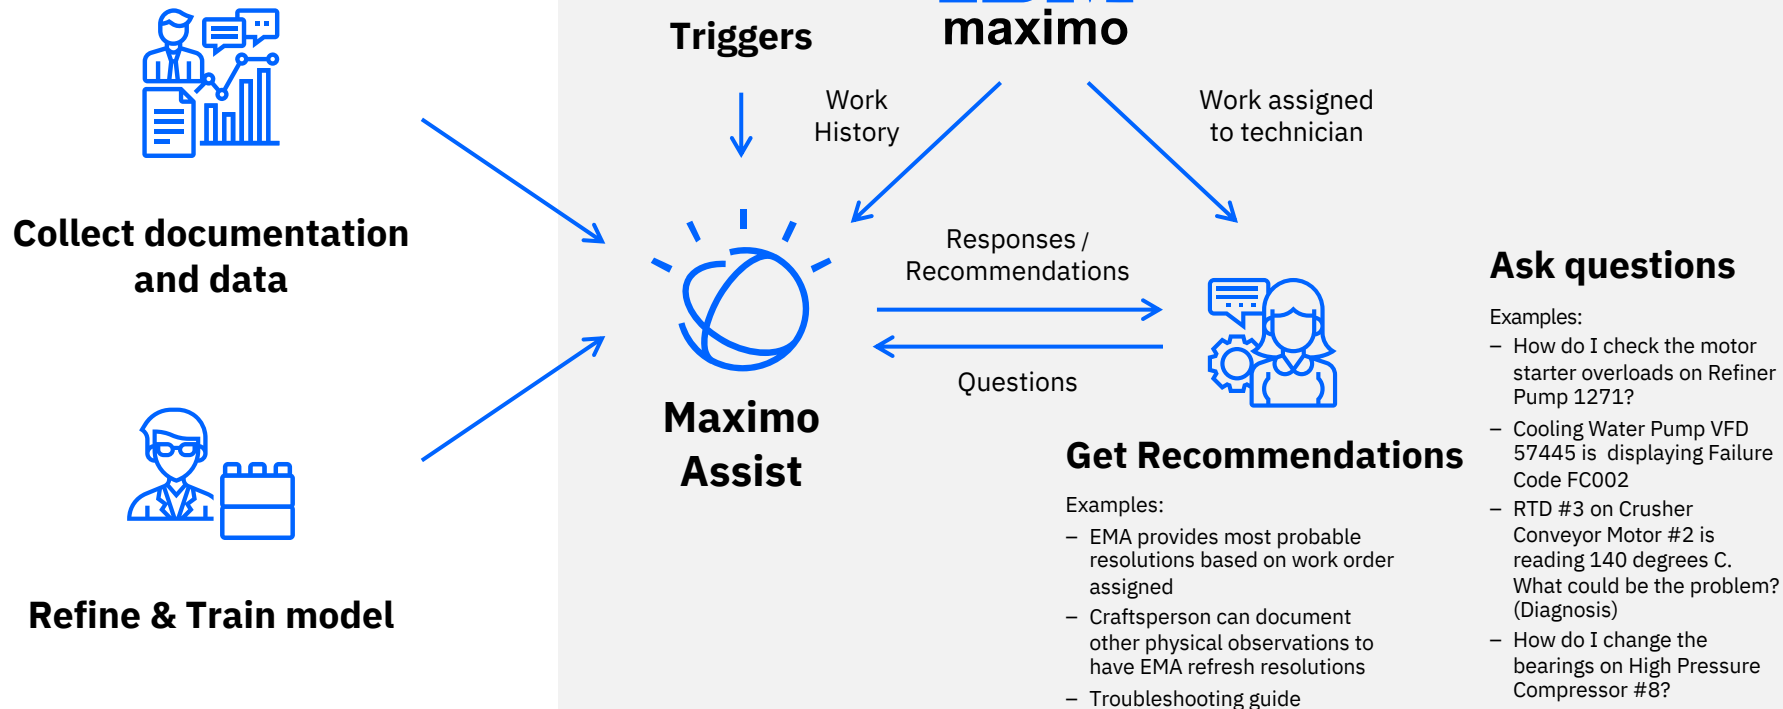 Triggers
maximo
Work
History
Work assigned
to technician
Collect documentation
and data
Responses /
Recommendations
Questions
Maximo
Assist
Refine & Train model
Get Recommendations
Examples:
– EMA provides most probable
resolutions based on work order
assigned
– Craftsperson can document
other physical observations to
have EMA refresh resolutions
– Troubleshooting guide
Ask questions
Examples:
– How do I check the motor
starter overloads on Refiner
Pump 1271?
– Cooling Water Pump VFD
57445 is  displaying Failure
Code FC002
– RTD #3 on Crusher
Conveyor Motor #2 is
reading 140 degrees C.
What could be the problem?
(Diagnosis)
– How do I change the
bearings on High Pressure
Compressor #8?